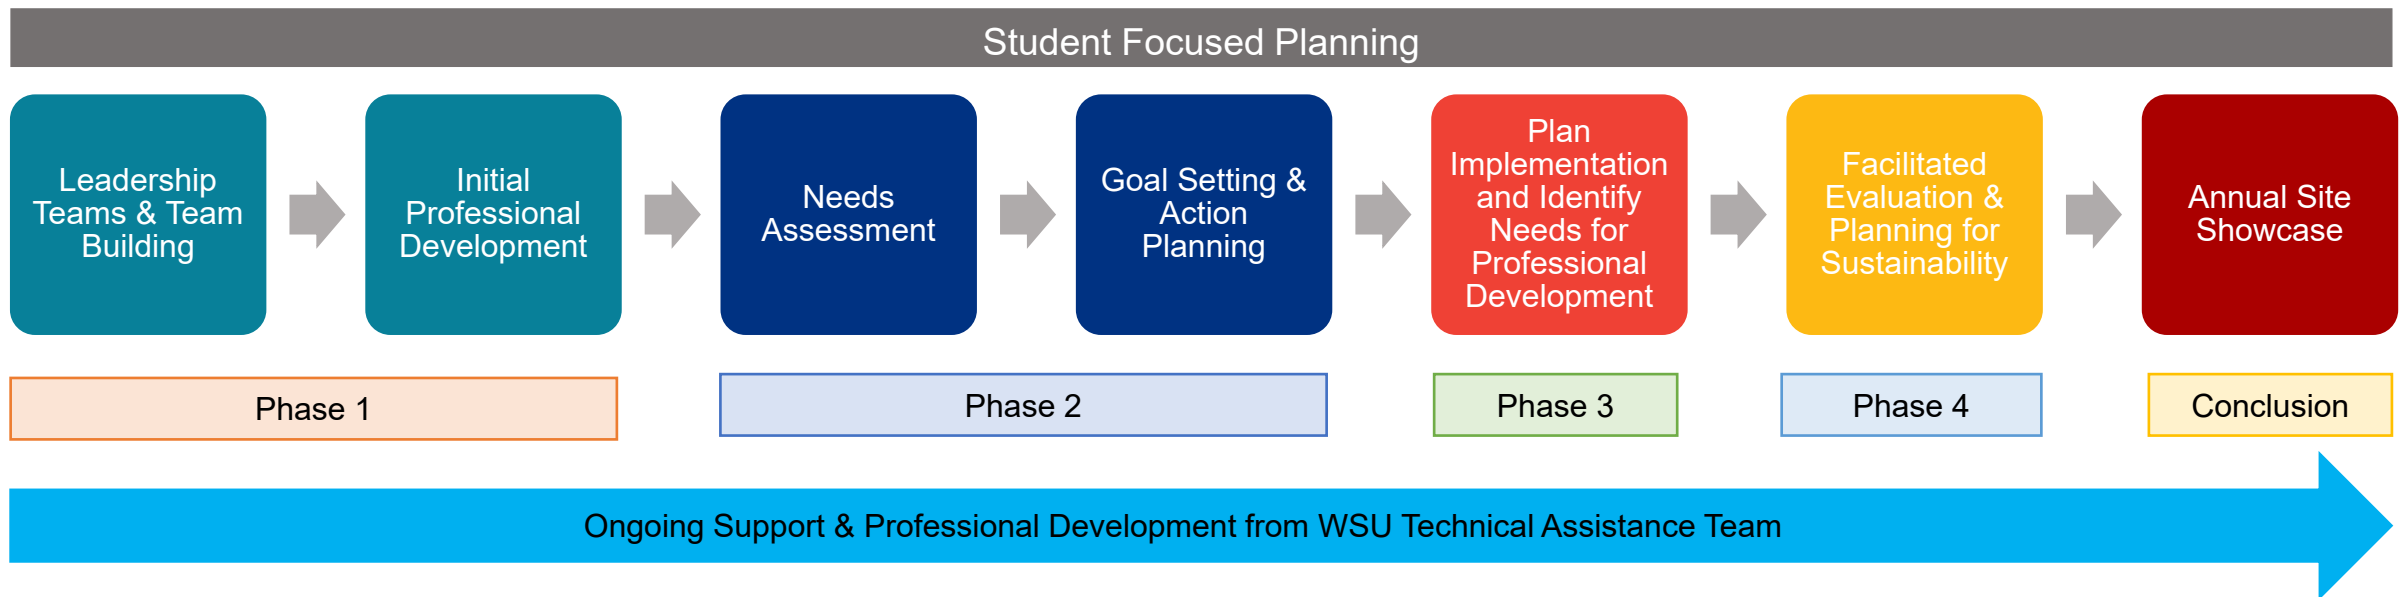 Student Focused Planning
Leadership
Teams & Team
Building
Initial
Professional
Development
Needs
Assessment
Goal Setting &
Action
Planning
Plan
Implementation
and Identify
Needs for
Professional
Development
Facilitated
Evaluation &
Planning for
Sustainability
Annual Site
Showcase
Phase 1
Phase 2
Phase 3
Phase 4
Conclusion
Ongoing Support & Professional Development from WSU Technical Assistance Team